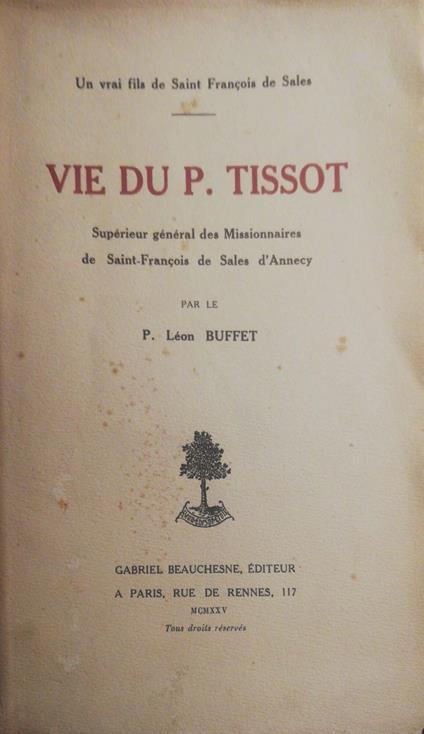 Un vrai fils de Saint François de Sales
VIE DU P. TISSOT
Supérieur général des Missionnaires
de Saint-François de Sales d'Annecy
PAR LE
P. Léon BUFFET
GABRIEL BEAUCHESNE, ÉDITEUR
A PARIS, RUE DE RENNES, 117
MCMXXV
Tous droits réservés